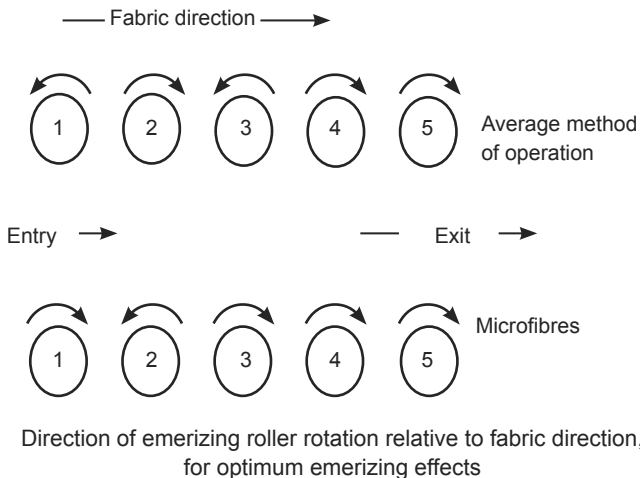 Fabric direction
1 2 3 4 5
Average method
of operation
Entry
Exit
1 2 3 4 5
Microfibres
Direction of emerizing roller rotation relative to fabric direction,
for optimum emerizing effects